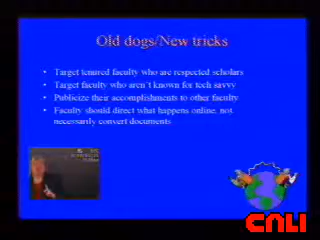 Old dogs/New tricks
• Target tenured faculty who are respected scholars
• Target faculty who aren't known for tech savvy
• Publicize their accomplishments to other faculty
• Faculty should direct what happens online, not
necessarily convert documents
CNI